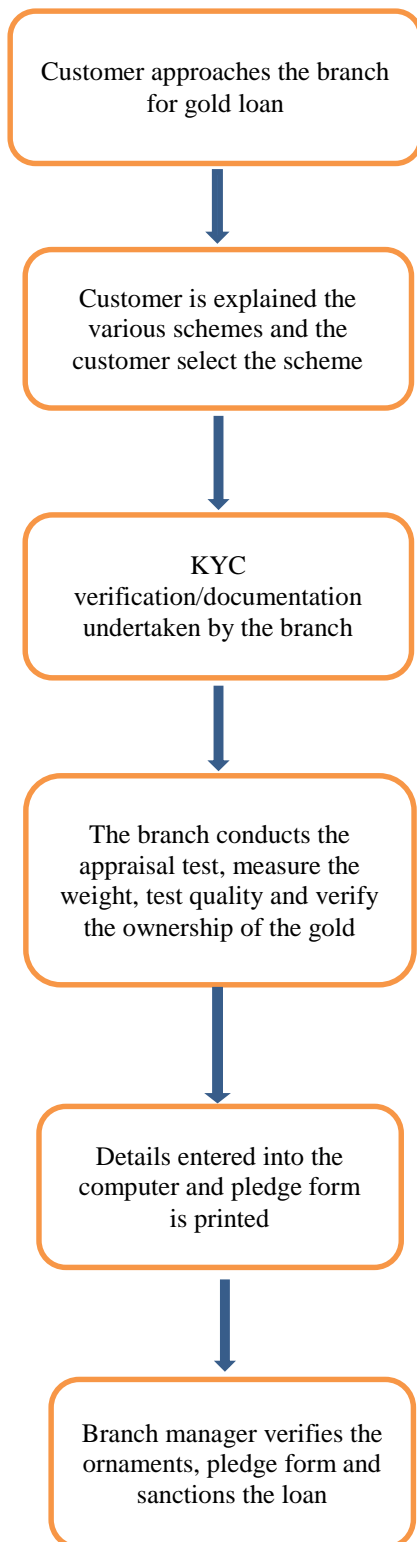 Customer approaches the branch
for gold loan
Customer is explained the
various schemes and the
customer select the scheme
KYC
verification/documentation
undertaken by the branch
The branch conducts the
appraisal test, measure the
weight, test quality and verify
the ownership of the gold
Details entered into the
computer and pledge form
is printed
Branch manager verifies the
ornaments, pledge form and
sanctions the loan